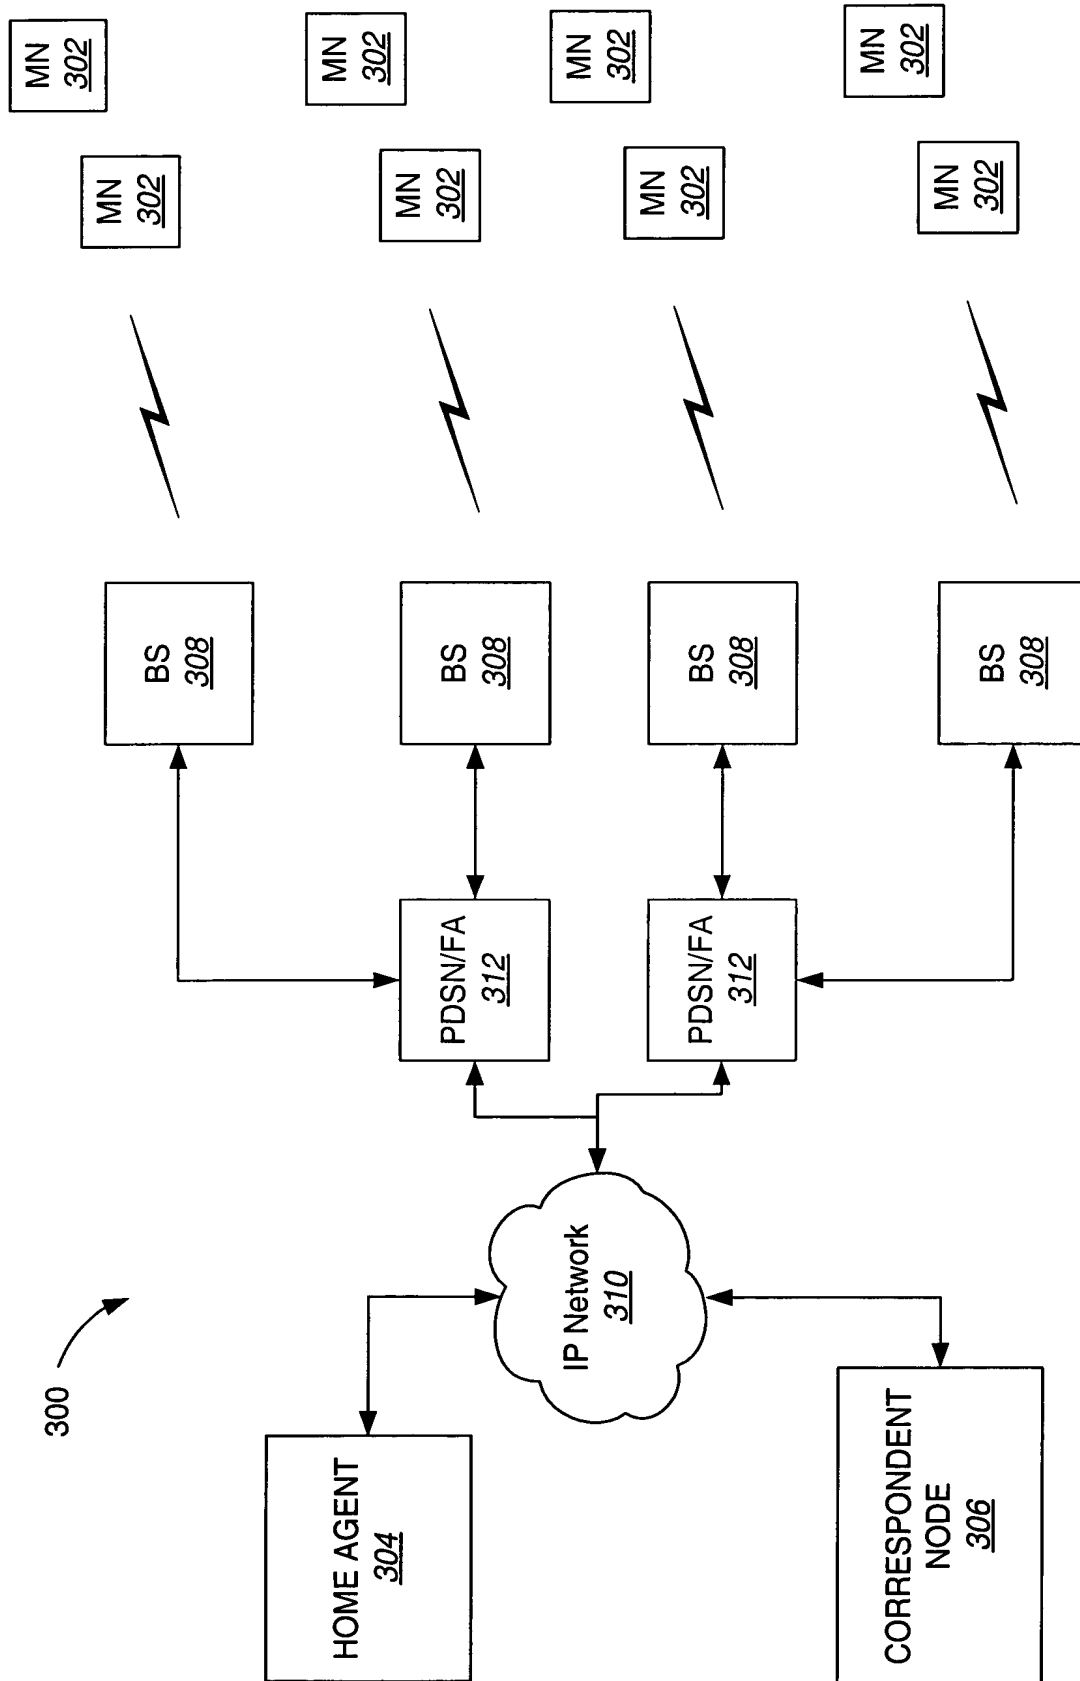 300
HOME AGENT
304
CORRESPONDENT
NODE
306
IP Network
310
PDSN/FA
312
PDSN/FA
312
BS
308
BS
308
BS
308
BS
308
MN
302
MN
302
MN
302
MN
302
MN
302
MN
302
MN
302
MN
302